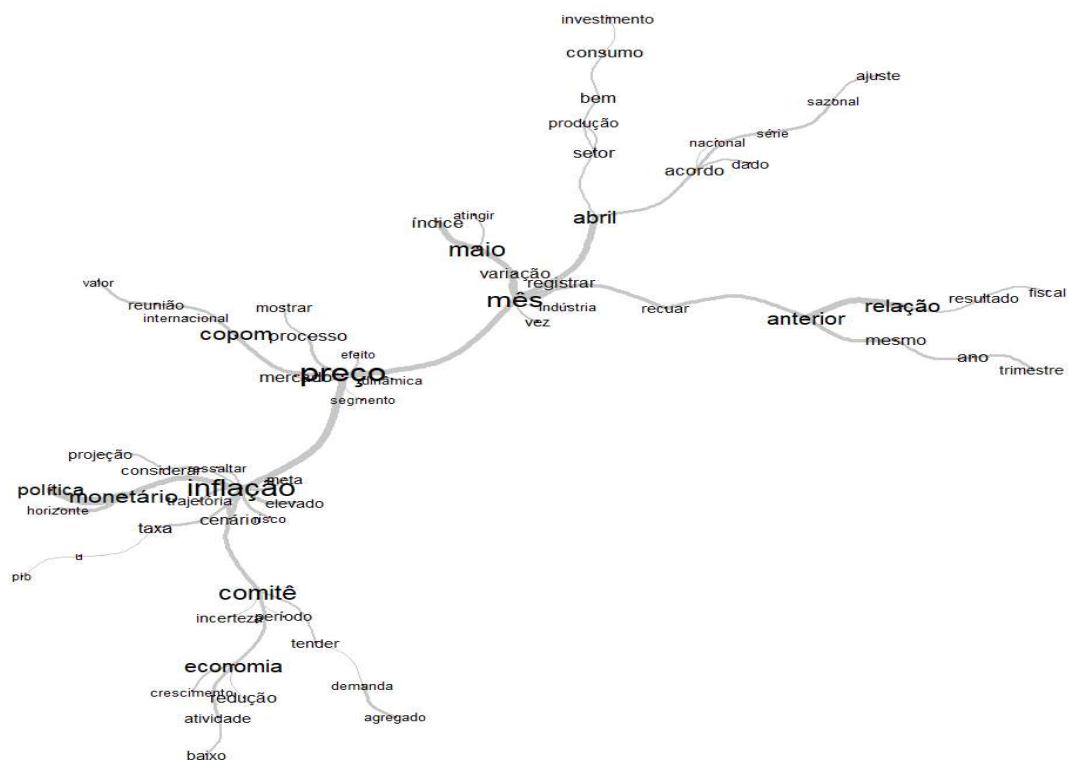 investimento
consumo
ajuste
bem
sazonal
produção
série
nacional
setor
dado
acordo
atingir
abril
índice
maio
variação
registrar
valor
fiscal
mês
resultado
reunião
mostrar
indústria
relação
recuar
internacional
vez
anterior
copom
processo
mesmo
efeito
ano
preço
mercado
dinâmica
trimestre
segmento
projeção
considerar
ressaltar
meta
política
inflação
monetário
trajetória
elevado
horizonte
cenário
risco
taxa
u
pib
comitê
incerteza
período
tender
economia
demanda
crescimento
redução
atividade
agregado
baixo